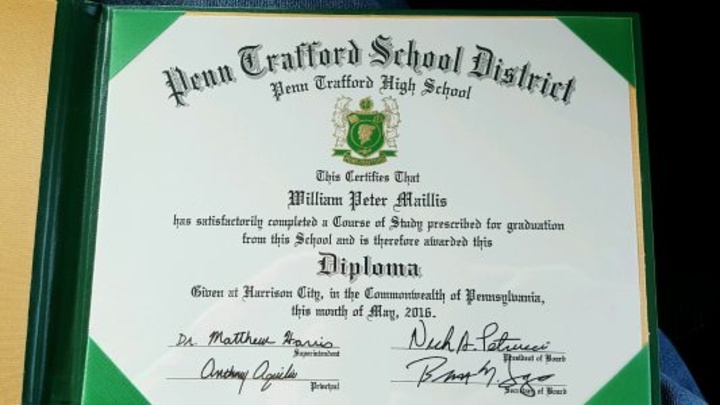 Penn Trafford School District
Penn Trafford High School
This Certifies That
William Peter Maillis
has satisfactorily completed a Course of Study prescribed for graduation
from this School and is therefore awarded this
Diploma
Given at Harrison City, in the Commonwealth of Pennsylvania,
this month of May, 2016.
Dr. Matthew Harris
Superintendent
Nick A. Petrucci
President of Board
Anthony Aquilio
Principal
Secretary of Board